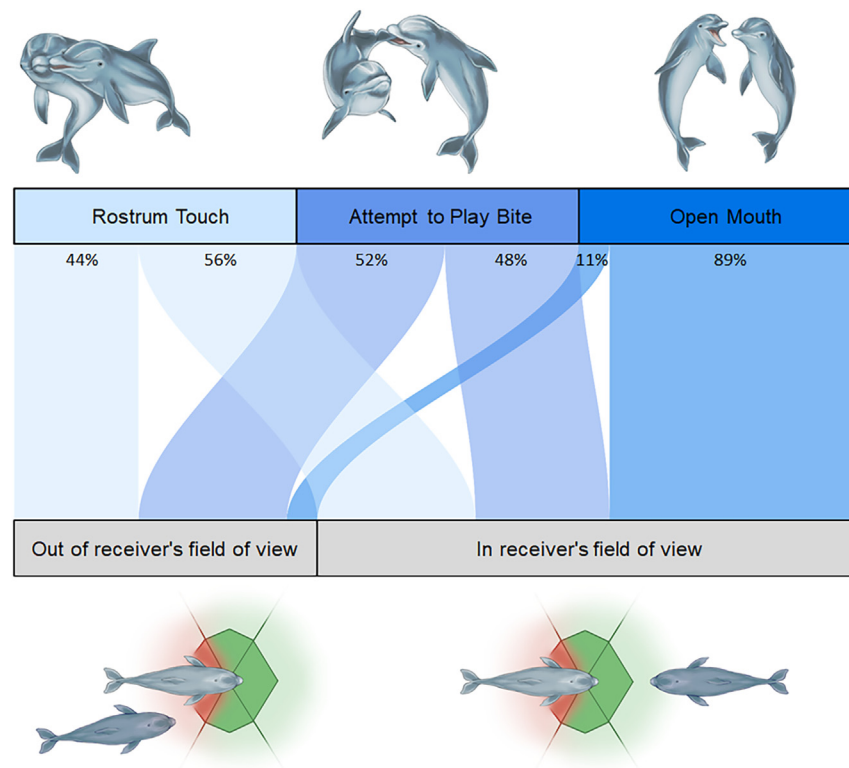 Rostrum Touch
Attempt to Play Bite
Open Mouth
44%
56%
52%
48%
11%
89%
Out of receiver's field of view
In receiver's field of view